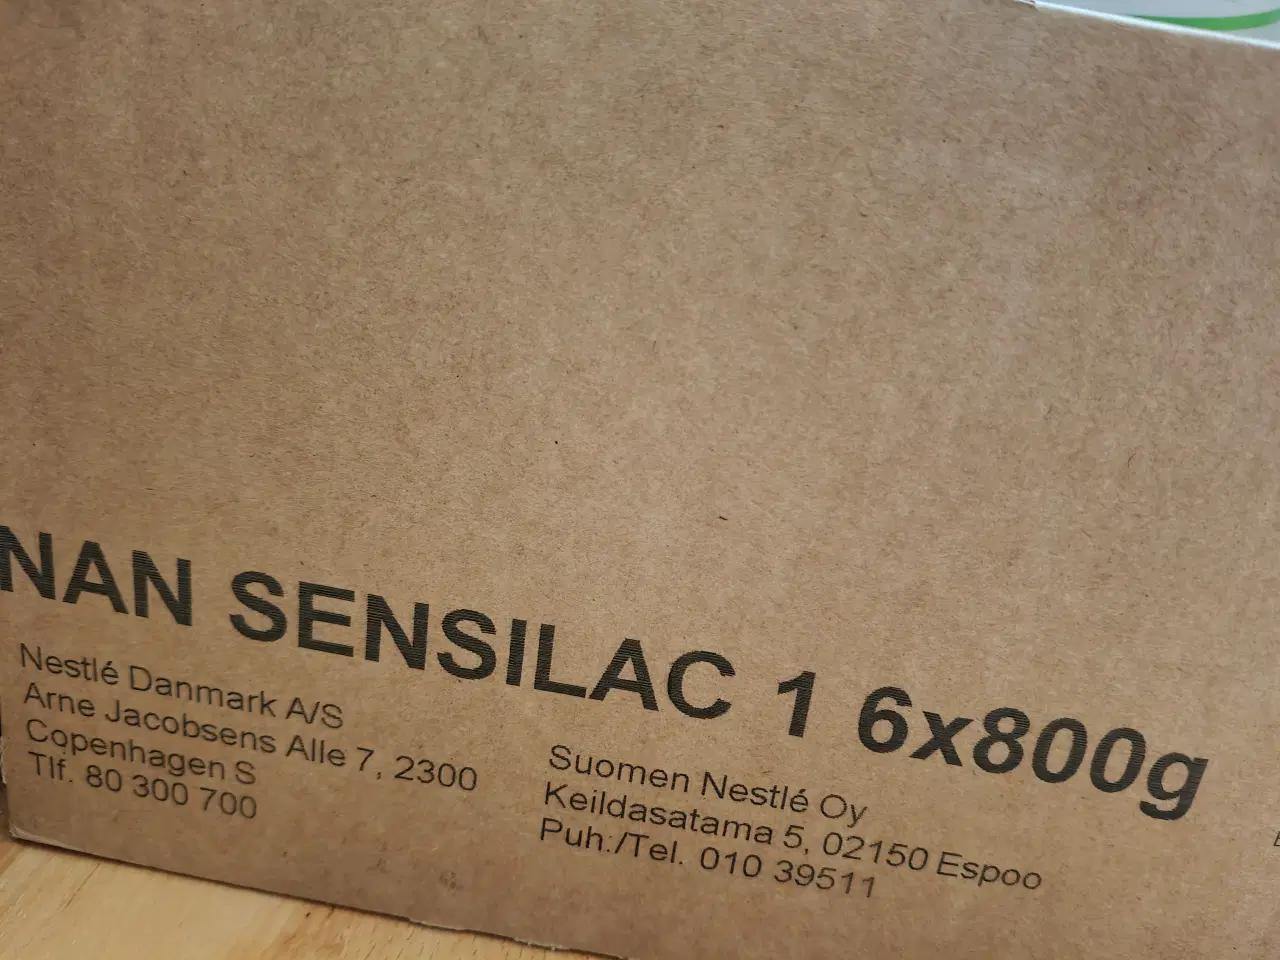 NAN SENSILAC 1 6x800g
Nestlé Danmark A/S
Arne Jacobsens Alle 7, 2300
Copenhagen S
Tlf. 80 300 700
Suomen Nestlé Oy
Keildasatama 5, 02150 Espoo
Puh./Tel. 010 39511